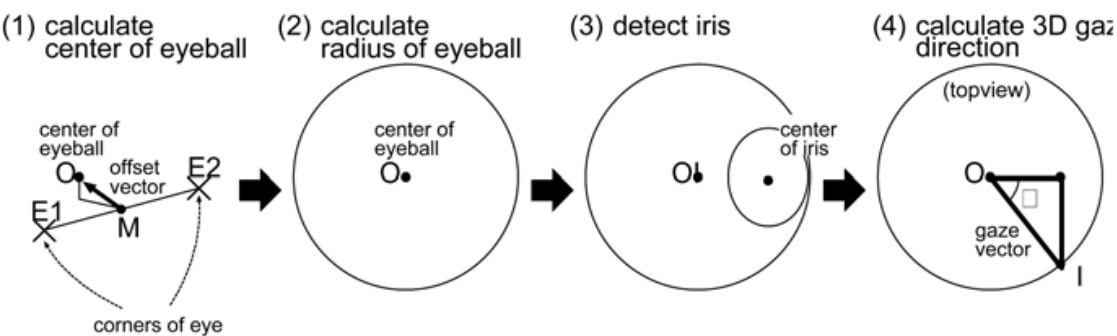 (1) calculate
center of eyeball
center of
eyeball
O
offset
vector
E2
E1
M
corners of eye
(2) calculate
radius of eyeball
center of
eyeball
O
(3) detect iris
center
of iris
O
I
(4) calculate 3D gaz
direction
(topview)
O
gaze
vector
I